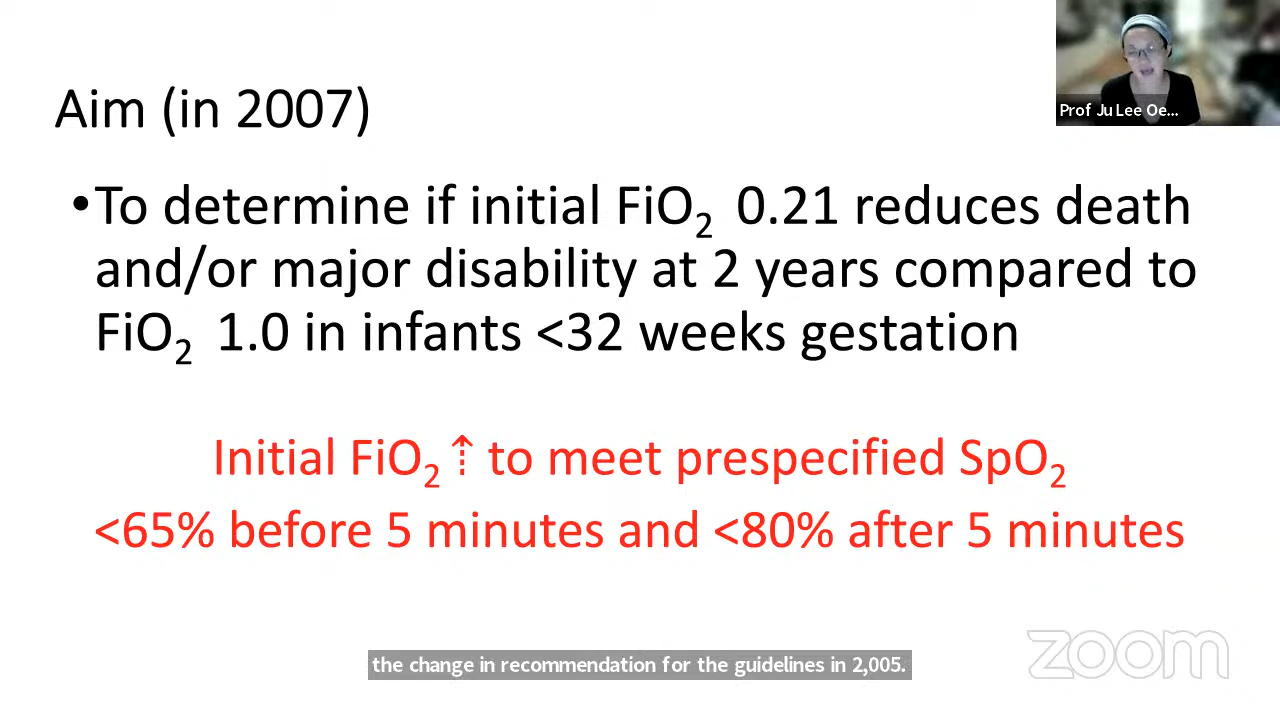 Prof Ju Lee Oe...
Aim (in 2007)
•To determine if initial FiO₂ 0.21 reduces death
and/or major disability at 2 years compared to
FiO₂ 1.0 in infants <32 weeks gestation
Initial FiO₂ ⇡ to meet prespecified SpO₂
<65% before 5 minutes and <80% after 5 minutes
the change in recommendation for the guidelines in 2,005.
zoom